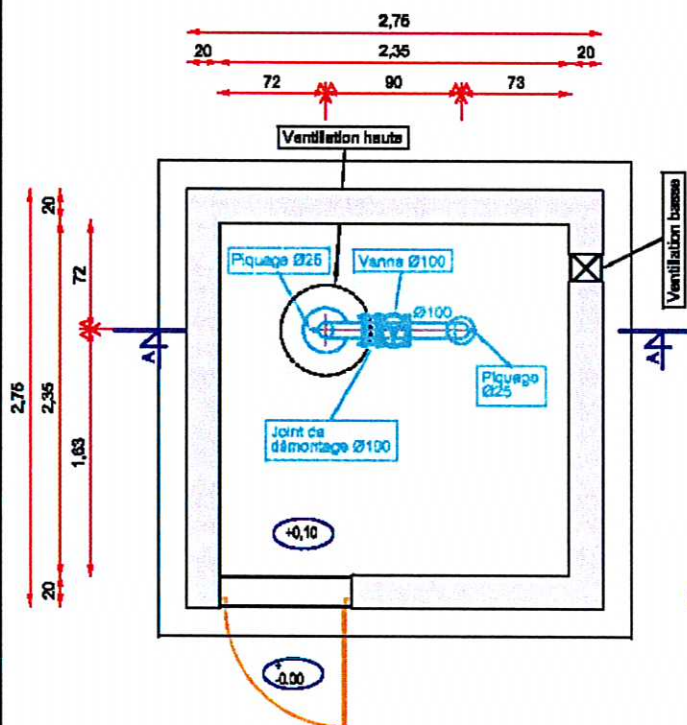 2,75
20
2,35
20
72
90
73
Ventilation haute
Ventilation basse
20
72
2,75
2,35
1,63
20
Piquage Ø25
Vanne Ø100
Ø100
Piquage
Ø25
Joint de
démontage Ø100
A
A
+0,10
+
-0.00